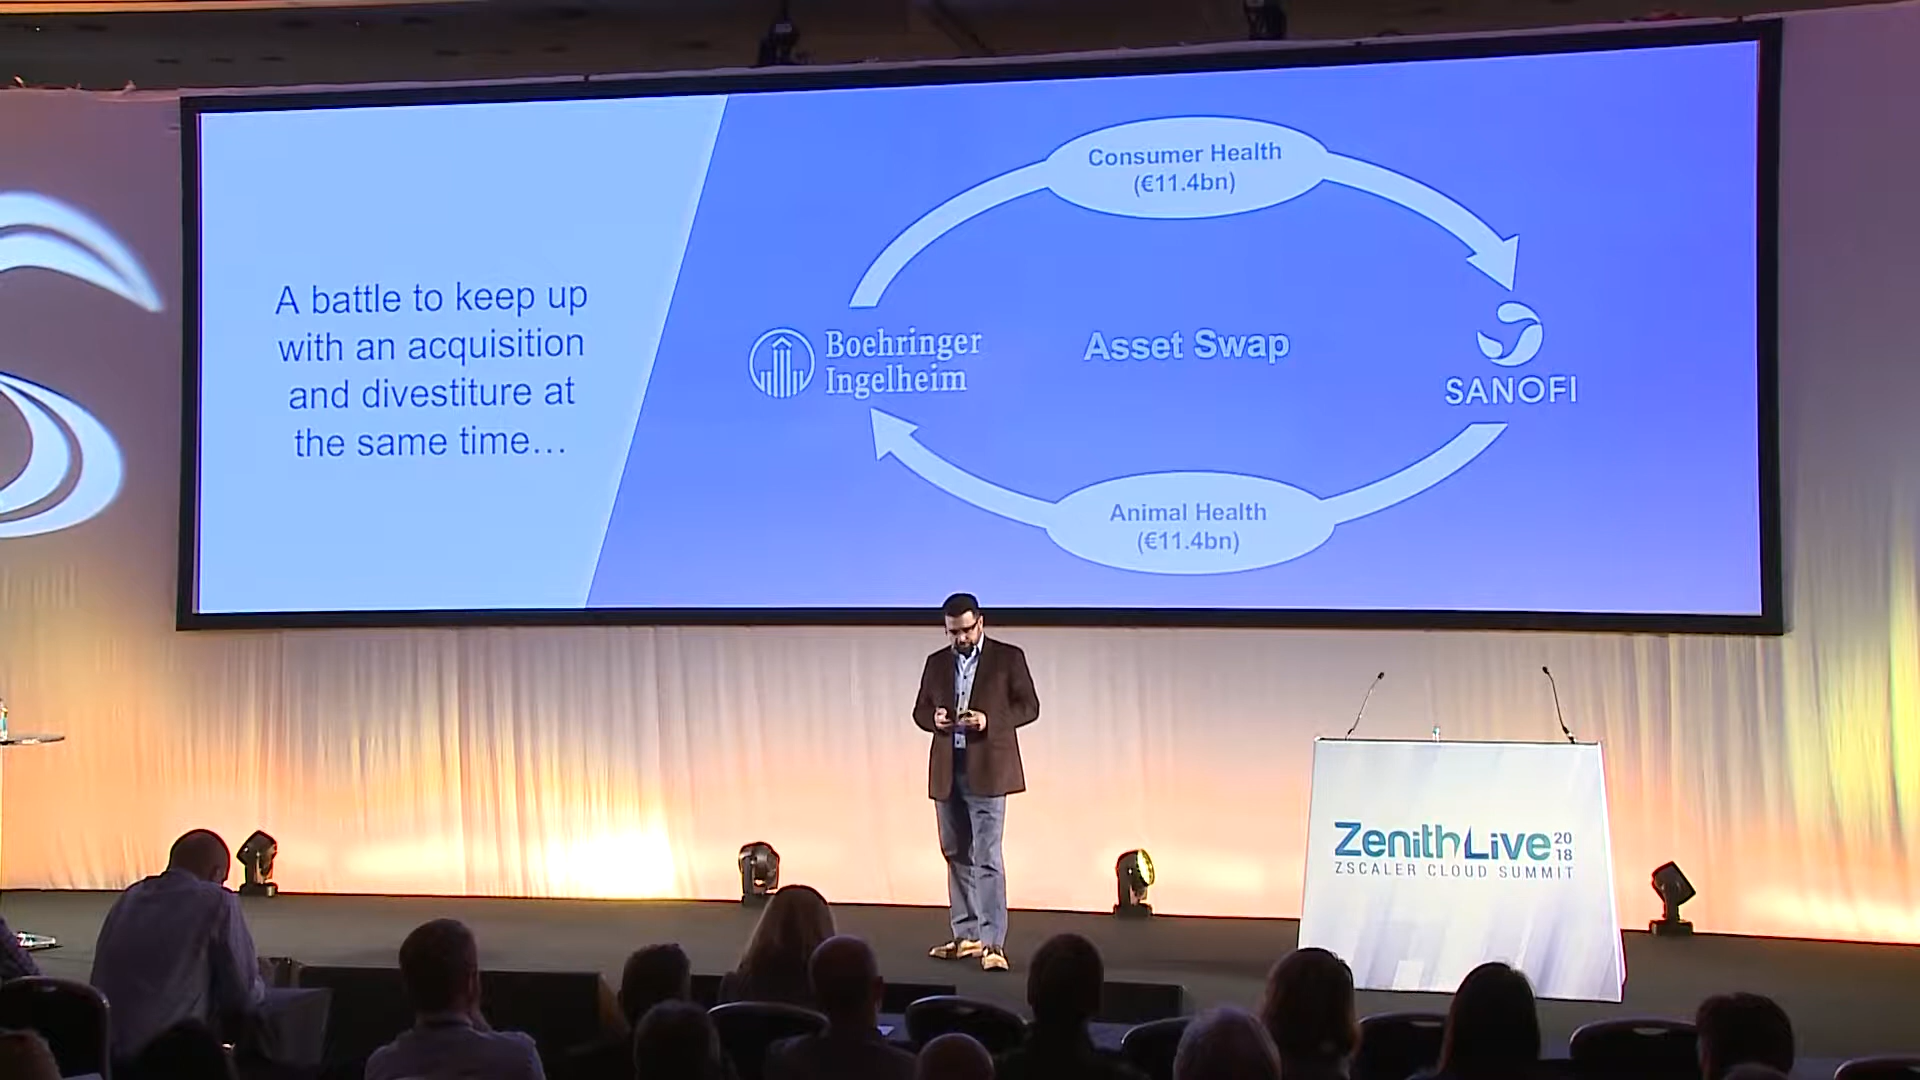 A battle to keep up
with an acquisition
and divestiture at
the same time…
Consumer Health
(€11.4bn)
Boehringer
Ingelheim
Asset Swap
SANOFI
Animal Health
(€11.4bn)
ZenithLive 2018
ZSCALER CLOUD SUMMIT